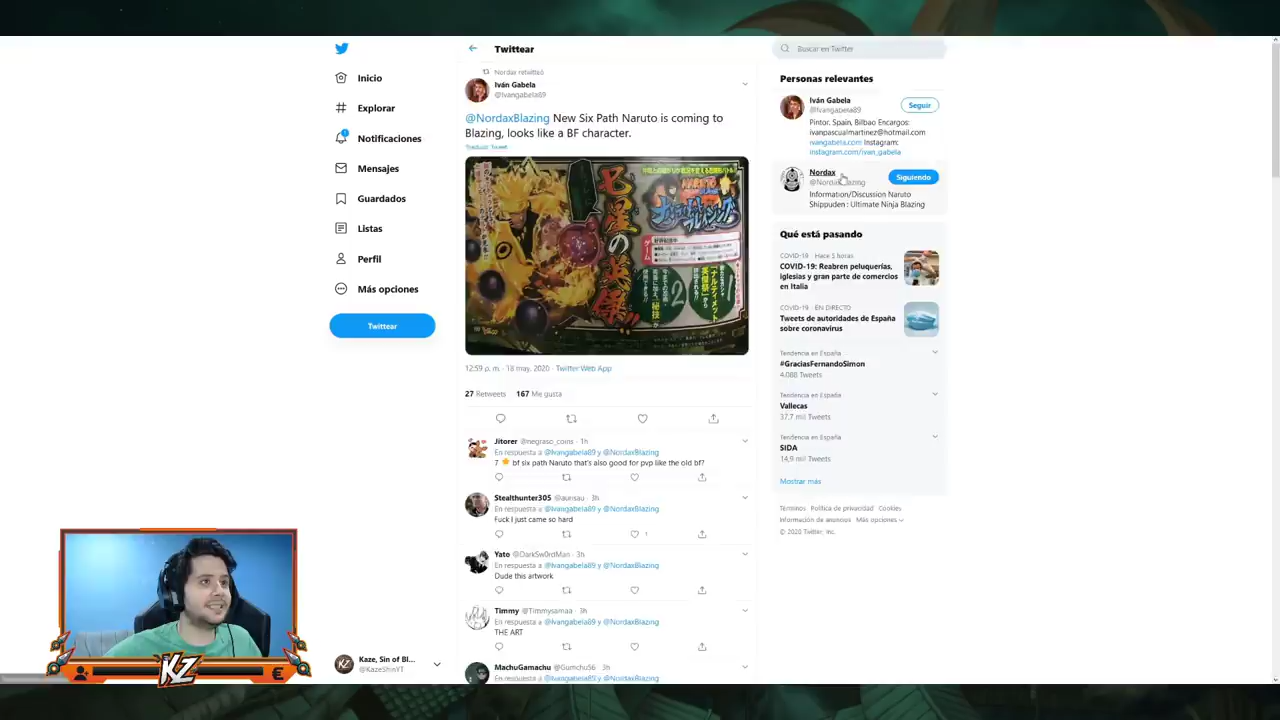 Inicio
Explorar
Notificaciones
Mensajes
Guardados
Listas
Perfil
Más opciones
Twittear
Kaze, Sin of Bl...
@KazeShinYT
KZ
€
Twittear
Nordax retwitteó
Iván Gabela
@Ivangabela89
@NordaxBlazing New Six Path Naruto is coming to
Blazing, looks like a BF character.
Traducir Tweet
七星の火傳
12:59 p. m. · 18 may. 2020 · Twitter Web App
27 Retweets 167 Me gusta
Jitorer @negraso_coins · 1h
En respuesta a @Ivangabela89 y @NordaxBlazing
7 ⭐ bf six path Naruto that's also good for pvp like the old bf?
Stealthunter305 @aurisau · 3h
En respuesta a @Ivangabela89 y @NordaxBlazing
Fuck I just came so hard
1
Yato @DarkSw0rdMan · 3h
En respuesta a @Ivangabela89 y @NordaxBlazing
Dude this artwork
Timmy @Timmysamaa · 3h
En respuesta a @Ivangabela89 y @NordaxBlazing
THE ART
MachuGamachu @Gumchu56 · 3h
En respuesta a @Ivangabela89 y @NordaxBlazing
Buscar en Twitter
Personas relevantes
Iván Gabela
@Ivangabela89
Seguir
Pintor. Spain, Bilbao Encargos:
ivanpascualmartinez@hotmail.com
ivangabela.com Instagram:
instagram.com/ivan_gabela
Nordax
@NordaxBlazing
Siguiendo
Information/Discussion Naruto
Shippuden : Ultimate Ninja Blazing
Qué está pasando
COVID-19 · Hace 5 horas
COVID-19: Reabren peluquerías,
iglesias y gran parte de comercios
en Italia
COVID-19 · EN DIRECTO
Tweets de autoridades de España
sobre coronavirus
Tendencia en España
#GraciasFernandoSimon
4.088 Tweets
Tendencia en España
Vallecas
37,7 mil Tweets
Tendencia en España
SIDA
14,9 mil Tweets
Mostrar más
Términos Política de privacidad Cookies
Información de anuncios Más opciones
© 2020 Twitter, Inc.